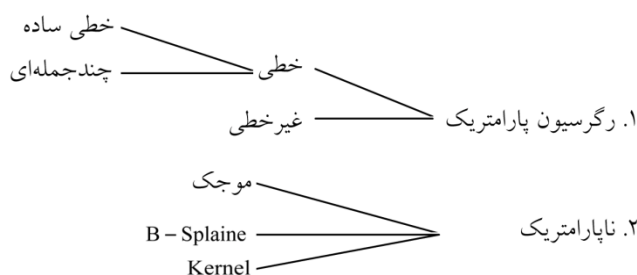 خطی ساده
خطی
چندجمله‌ای
۱. رگرسیون پارامتریک
غیرخطی
موجک
۲. ناپارامتریک
B – Splaine
Kernel